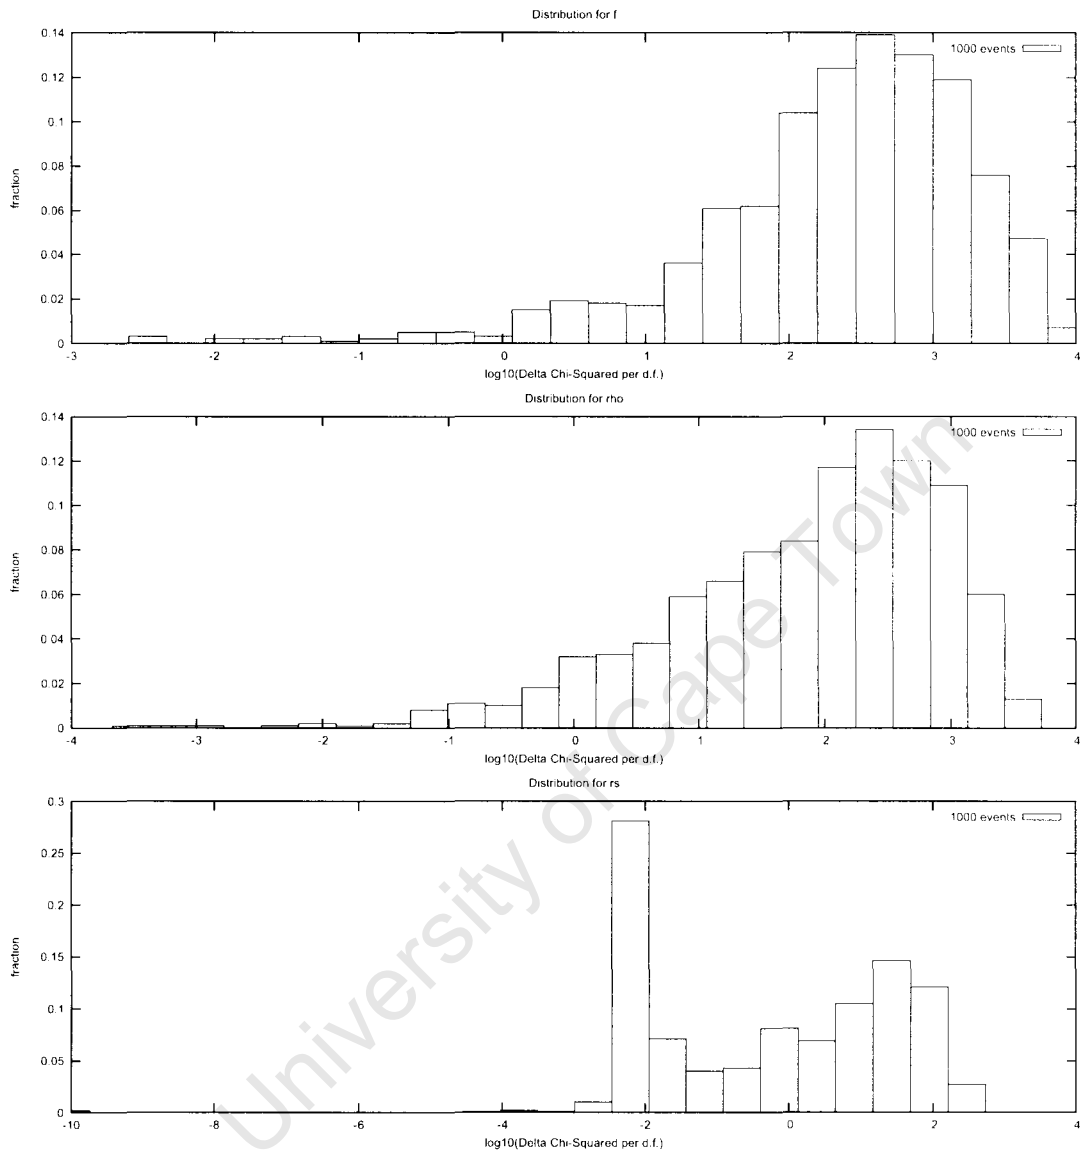 Distribution for f
0.14
1000 events
0.12
0.1
0.08
0.06
0.04
0.02
0
-3 -2 -1 0 1 2 3 4
fraction
log10(Delta Chi-Squared per d.f.)
Distribution for rho
0.14
1000 events
0.12
0.1
0.08
0.06
0.04
0.02
0
-4 -3 -2 -1 0 1 2 3 4
fraction
log10(Delta Chi-Squared per d.f.)
Distribution for rs
0.3
1000 events
0.25
0.2
0.15
0.1
0.05
0
-10 -8 -6 -4 -2 0 2 4
fraction
log10(Delta Chi-Squared per d.f.)
University of Cape Town